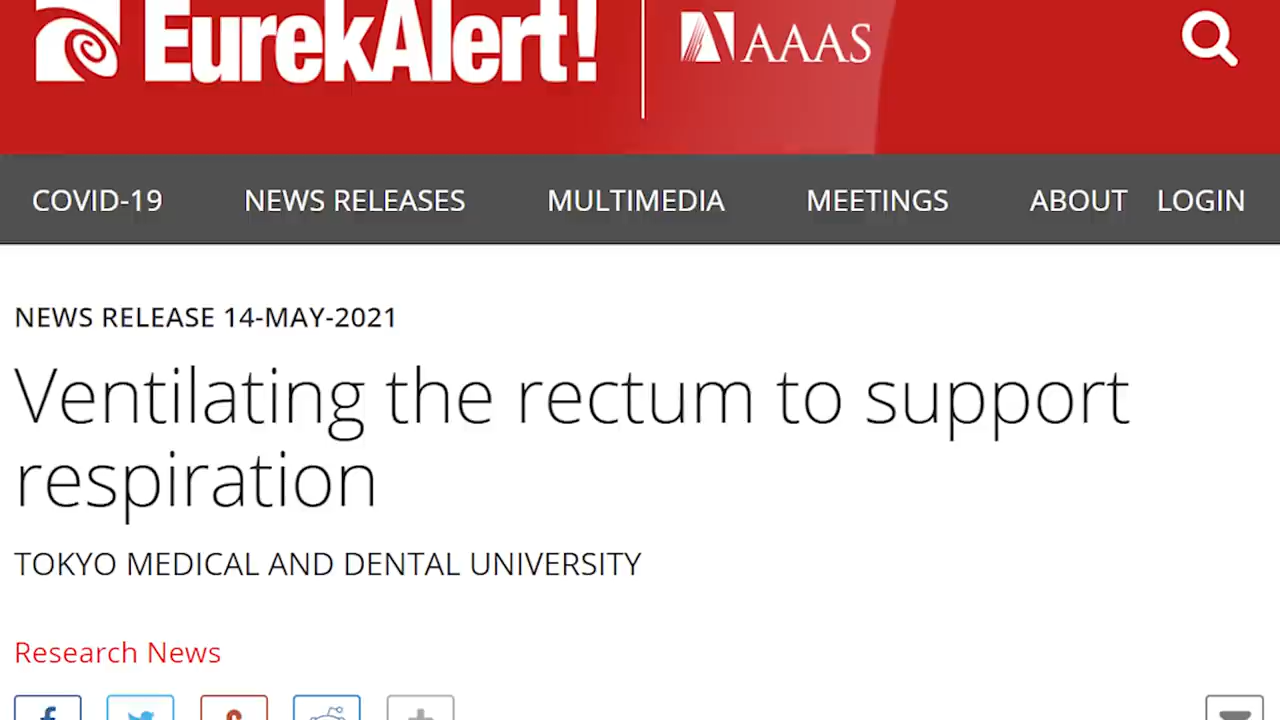 EurekAlert!
AAAS
COVID-19 NEWS RELEASES MULTIMEDIA MEETINGS ABOUT LOGIN
NEWS RELEASE 14-MAY-2021
Ventilating the rectum to support
respiration
TOKYO MEDICAL AND DENTAL UNIVERSITY
Research News